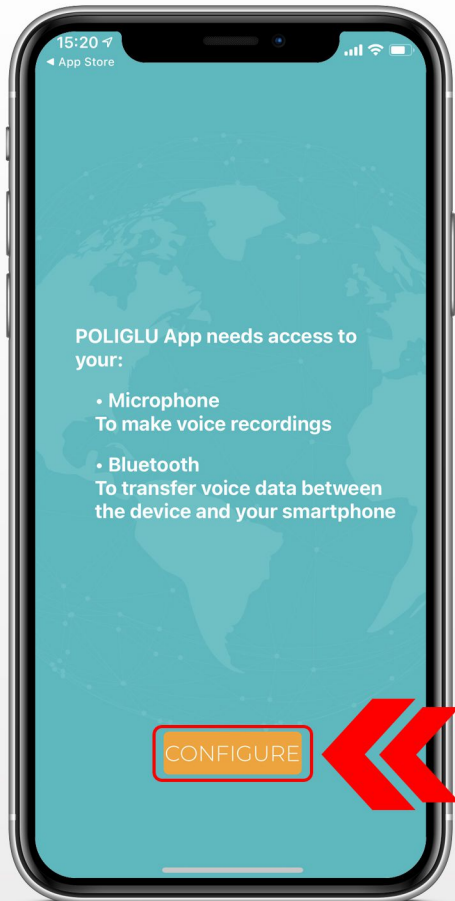 15:20
◀ App Store
POLIGLU App needs access to
your:
• Microphone
To make voice recordings
• Bluetooth
To transfer voice data between
the device and your smartphone
CONFIGURE